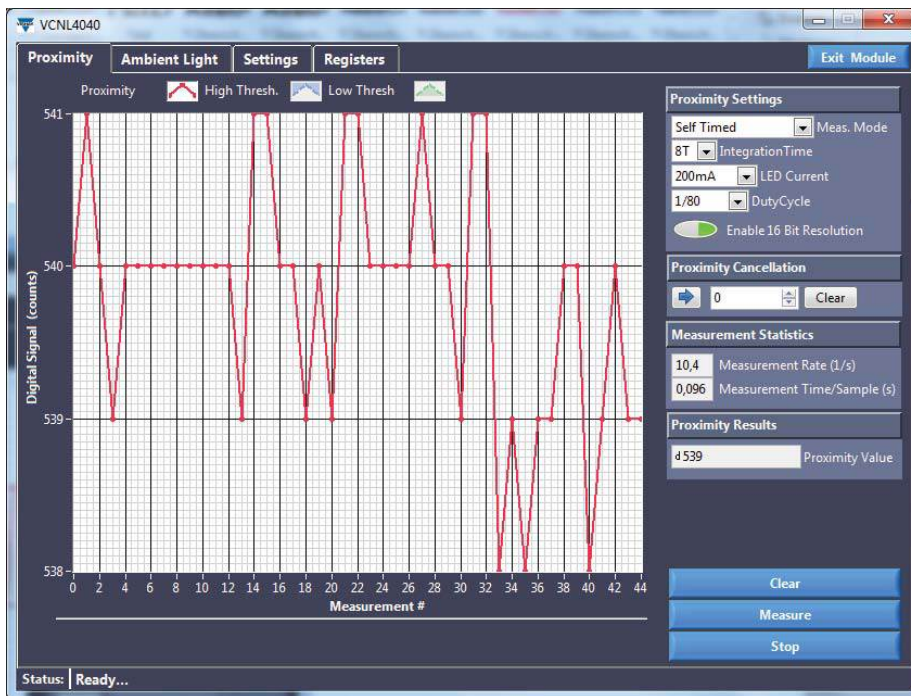 VCNL4040
Proximity Ambient Light Settings Registers Exit Module
Proximity High Thresh. Low Thresh
541
540
539
538
Digital Signal (counts)
0 2 4 6 8 10 12 14 16 18 20 22 24 26 28 30 32 34 36 38 40 42 44
Measurement #
Proximity Settings
Self Timed Meas. Mode
8T IntegrationTime
200mA LED Current
1/80 DutyCycle
Enable 16 Bit Resolution
Proximity Cancellation
0 Clear
Measurement Statistics
10,4 Measurement Rate (1/s)
0,096 Measurement Time/Sample (s)
Proximity Results
d 539 Proximity Value
Clear
Measure
Stop
Status: Ready...